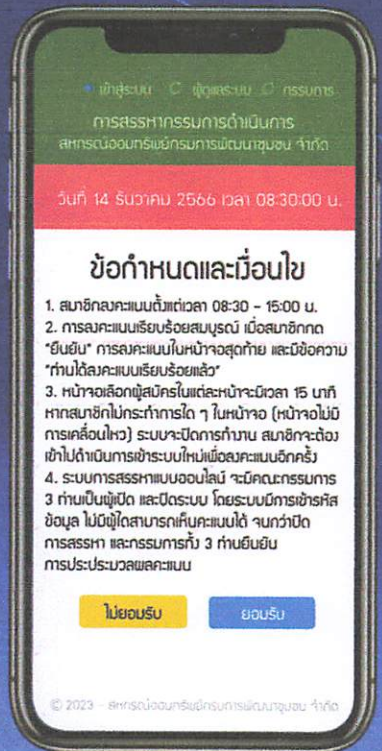 เข้าสู่ระบบ ผู้ดูแลระบบ กรรมการ
การสรรหากรรมการดำเนินการ
สหกรณ์ออมทรัพย์กรมการพัฒนาชุมชน จำกัด
วันที่ 14 ธันวาคม 2566 เวลา 08:30:00 น.
ข้อกำหนดและเงื่อนไข
1. สมาชิกลงคะแนนตั้งแต่เวลา 08:30 - 15:00 น.
2. การลงคะแนนเรียบร้อยสมบูรณ์ เมื่อสมาชิกกด
"ยืนยัน" การลงคะแนนในหน้าจอสุดท้าย และมีข้อความ
"ท่านได้ลงคะแนนเรียบร้อยแล้ว"
3. หน้าจอเลือกผู้สมัครในแต่ละหน้าจะมีเวลา 15 นาที
หากสมาชิกไม่กระทำการใด ๆ ในหน้าจอ (หน้าจอไม่มี
การเคลื่อนไหว) ระบบจะปิดการทำงาน สมาชิกจะต้อง
เข้าไปดำเนินการเข้าระบบใหม่เพื่อลงคะแนนอีกครั้ง
4. ระบบการสรรหาแบบออนไลน์ จะมีคณะกรรมการ
3 ท่านเป็นผู้เปิด และปิดระบบ โดยระบบมีการเข้ารหัส
ข้อมูล ไม่มีผู้ใดสามารถเห็นคะแนนได้ จนกว่าปิด
การสรรหา และกรรมการทั้ง 3 ท่านยืนยัน
การประประมวลผลคะแนน
ไม่ยอมรับ ยอมรับ
© 2023 - สหกรณ์ออมทรัพย์กรมการพัฒนาชุมชน จำกัด